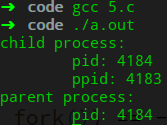 ➜ code gcc 5.c
➜ code ./a.out
child process:
pid: 4184
ppid: 4183
parent process:
pid: 4184